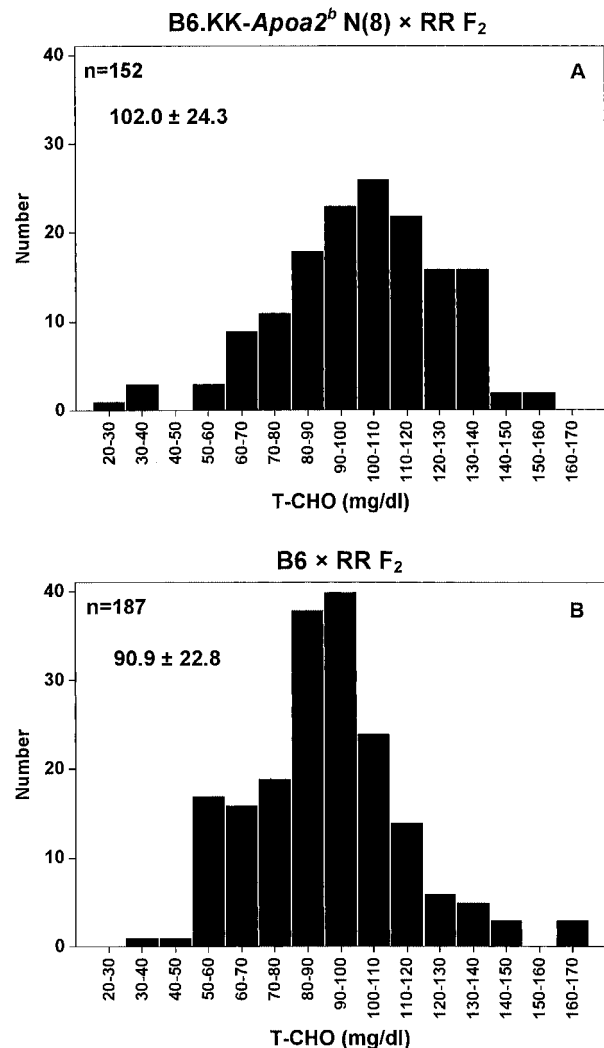 B6.KK-Apoa2ᵇ N(8) × RR F₂
n=152
A
102.0 ± 24.3
40
30
20
10
0
Number
20-30 30-40 40-50 50-60 60-70 70-80 80-90 90-100 100-110 110-120 120-130 130-140 140-150 150-160 160-170
T-CHO (mg/dl)
B6 × RR F₂
40
n=187
B
90.9 ± 22.8
30
20
10
0
Number
20-30 30-40 40-50 50-60 60-70 70-80 80-90 90-100 100-110 110-120 120-130 130-140 140-150 150-160 160-170
T-CHO (mg/dl)